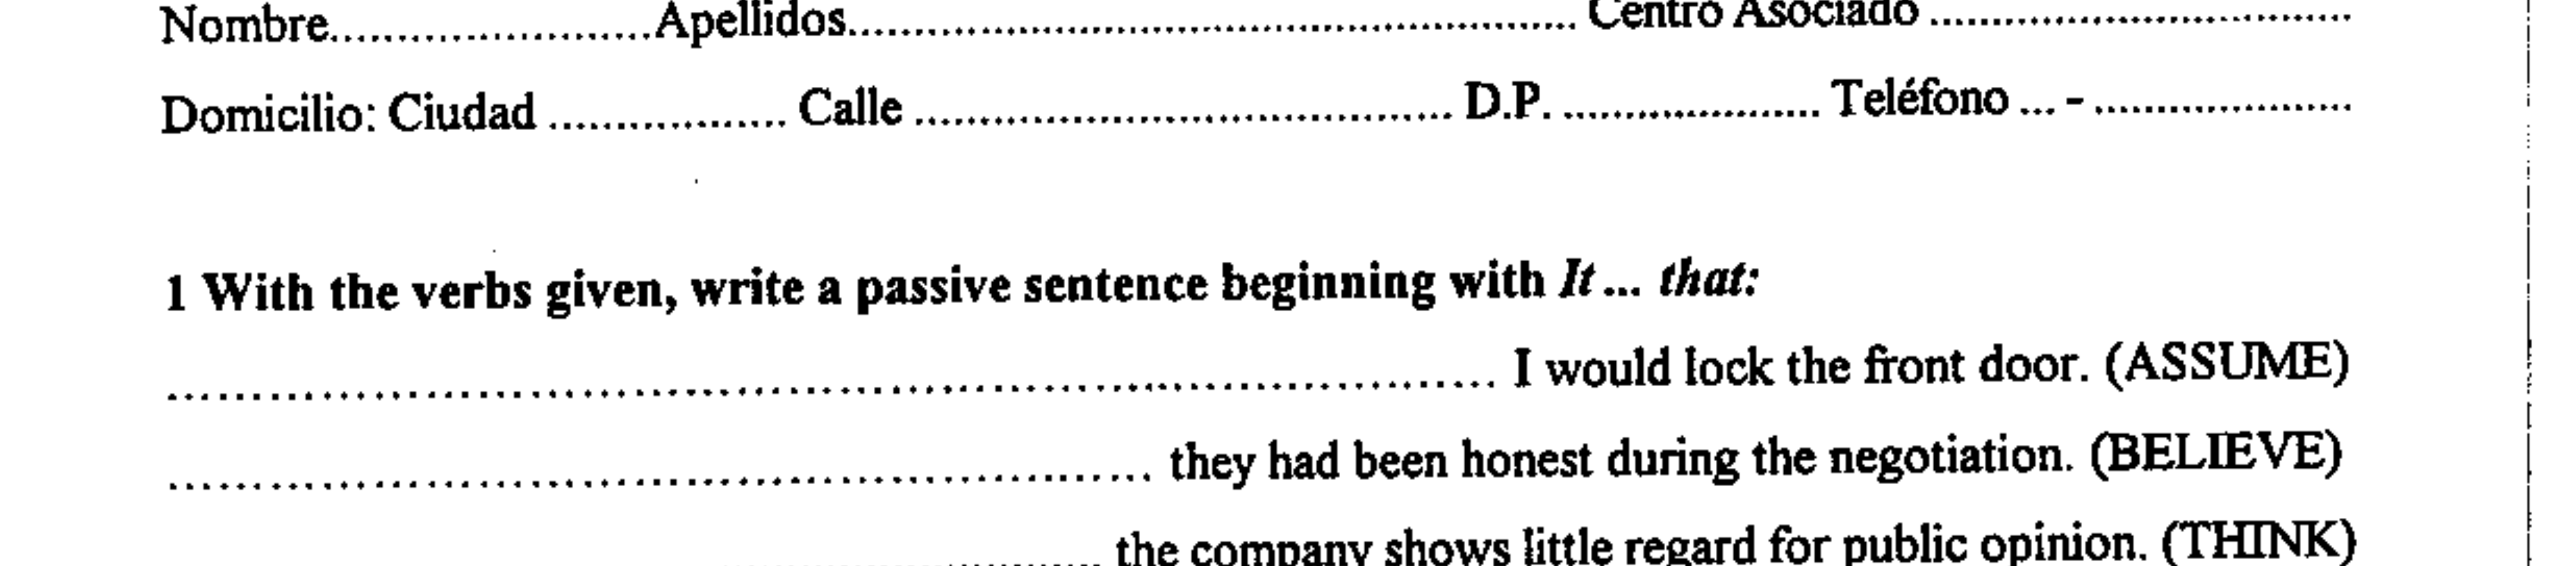 Nombre........................Apellidos...................................................... Centro Asociado ................................
Domicilio: Ciudad .................. Calle ........................................ D.P. .................... Teléfono ... - ....................
1 With the verbs given, write a passive sentence beginning with It ... that:
............................................................................... I would lock the front door. (ASSUME)
.......................................................... they had been honest during the negotiation. (BELIEVE)
.................... the company shows little regard for public opinion. (THINK)